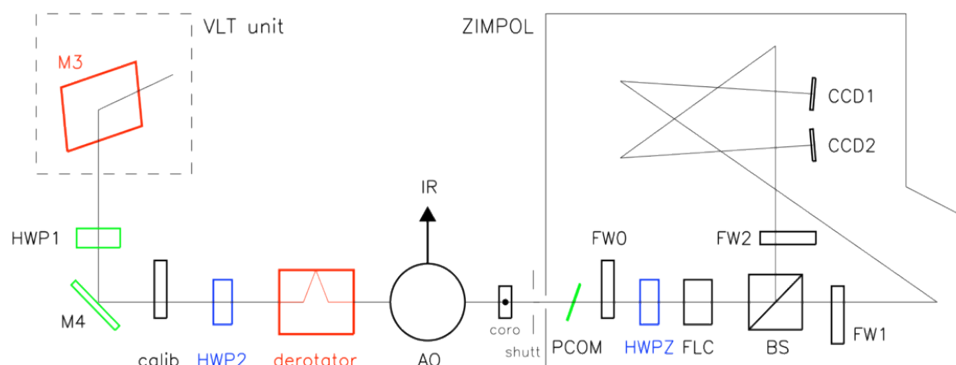 VLT unit
ZIMPOL
M3
CCD1
CCD2
IR
HWP1
FW0
FW2
M4
coro
shutt
PCOM
FW1
calib
HWP2
derotator
AO
HWPZ
FLC
BS